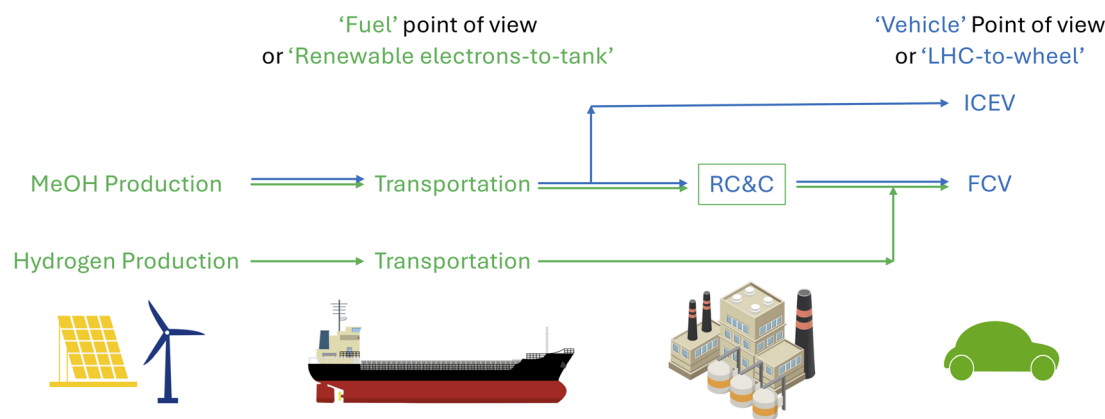 ‘Fuel’ point of view
or ‘Renewable electrons-to-tank’
‘Vehicle’ Point of view
or ‘LHC-to-wheel’
ICEV
MeOH Production
Transportation
RC&C
FCV
Hydrogen Production
Transportation